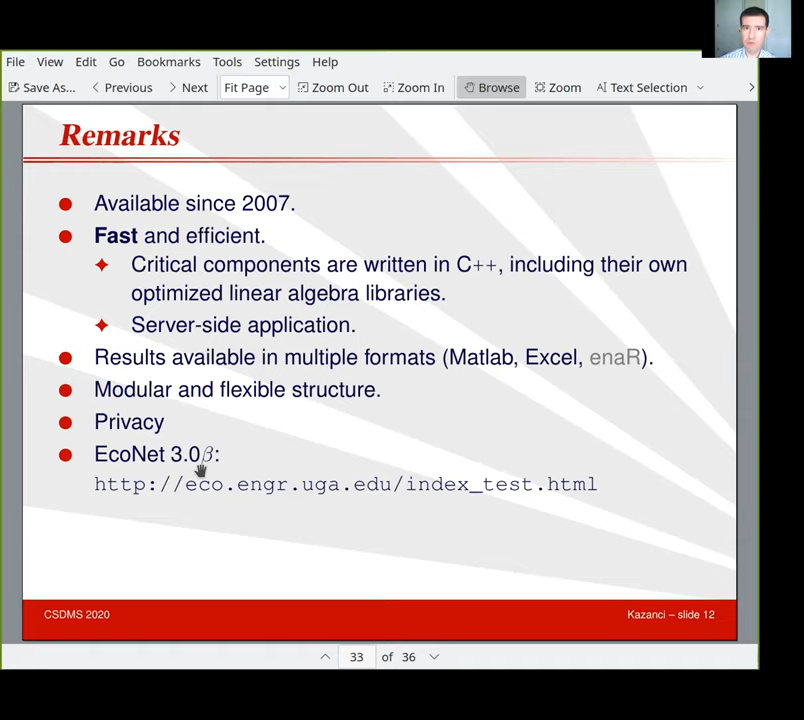 File View Edit Go Bookmarks Tools Settings Help
Save As... Previous Next Fit Page Zoom Out Zoom In Browse Zoom Text Selection
Remarks
Available since 2007.
Fast and efficient.
Critical components are written in C++, including their own
optimized linear algebra libraries.
Server-side application.
Results available in multiple formats (Matlab, Excel, enaR).
Modular and flexible structure.
Privacy
EcoNet 3.0β:
http://eco.engr.uga.edu/index_test.html
CSDMS 2020 Kazanci – slide 12
33 of 36